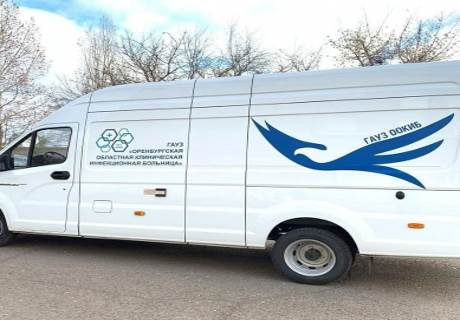 ГАУЗ
«ОРЕНБУРГСКАЯ
ОБЛАСТНАЯ КЛИНИЧЕСКАЯ
ИНФЕКЦИОННАЯ БОЛЬНИЦА»
ГАУЗ ООКИБ